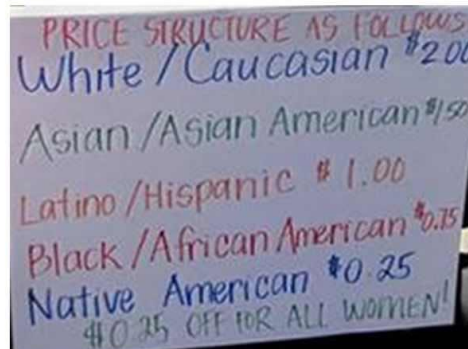 PRICE STRUCTURE AS FOLLOWS
White / Caucasian $2.00
Asian / Asian American $1.50
Latino / Hispanic $ 1.00
Black / African American $0.75
Native American $0.25
$0.25 OFF FOR ALL WOMEN!